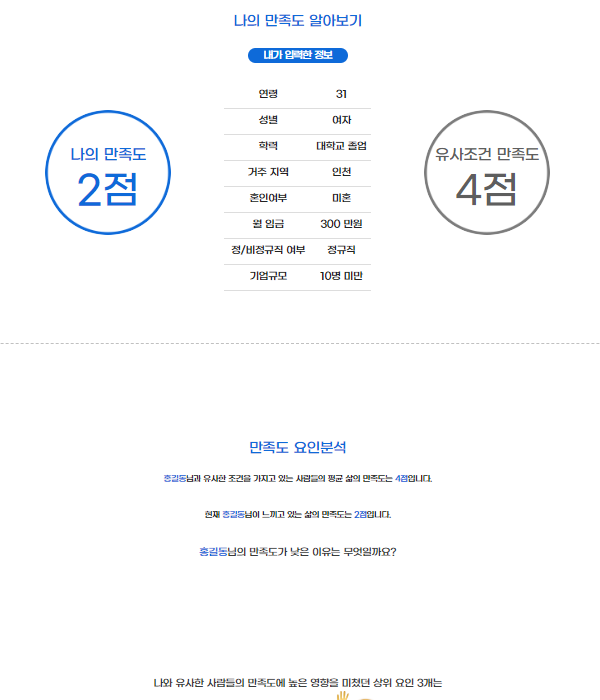 나의 만족도 알아보기
내가 입력한 정보
연령 31
성별 여자
학력 대학교 졸업
거주 지역 인천
혼인여부 미혼
월 임금 300 만원
정/비정규직 여부 정규직
기업규모 10명 미만
나의 만족도
2점
유사조건 만족도
4점
만족도 요인분석
홍길동님과 유사한 조건을 가지고 있는 사람들의 평균 삶의 만족도는 4점입니다.
현재 홍길동님이 느끼고 있는 삶의 만족도는 2점입니다.
홍길동님의 만족도가 낮은 이유는 무엇일까요?
나와 유사한 사람들의 만족도에 높은 영향을 미쳤던 상위 요인 3개는